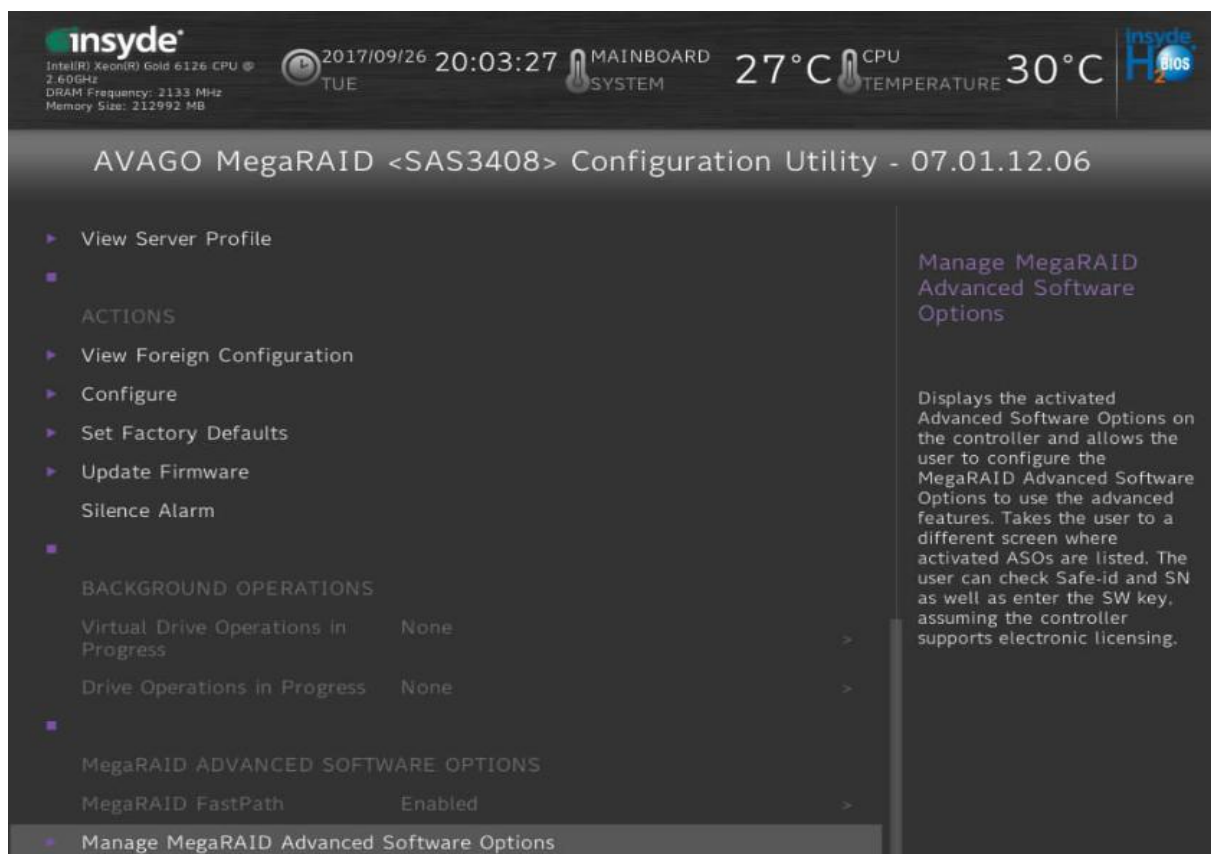 insyde
Intel(R) Xeon(R) Gold 6126 CPU @
2.60GHz
DRAM Frequency: 2133 MHz
Memory Size: 212992 MB
2017/09/26 20:03:27
TUE
MAINBOARD
SYSTEM
27°C
CPU
TEMPERATURE
30°C
insyde
H2BIOS
AVAGO MegaRAID <SAS3408> Configuration Utility - 07.01.12.06
View Server Profile
ACTIONS
View Foreign Configuration
Configure
Set Factory Defaults
Update Firmware
Silence Alarm
BACKGROUND OPERATIONS
Virtual Drive Operations in None
Progress >
Drive Operations in Progress None >
MegaRAID ADVANCED SOFTWARE OPTIONS
MegaRAID FastPath Enabled >
Manage MegaRAID Advanced Software Options
Manage MegaRAID
Advanced Software
Options
Displays the activated
Advanced Software Options on
the controller and allows the
user to configure the
MegaRAID Advanced Software
Options to use the advanced
features. Takes the user to a
different screen where
activated ASOs are listed. The
user can check Safe-id and SN
as well as enter the SW key,
assuming the controller
supports electronic licensing.